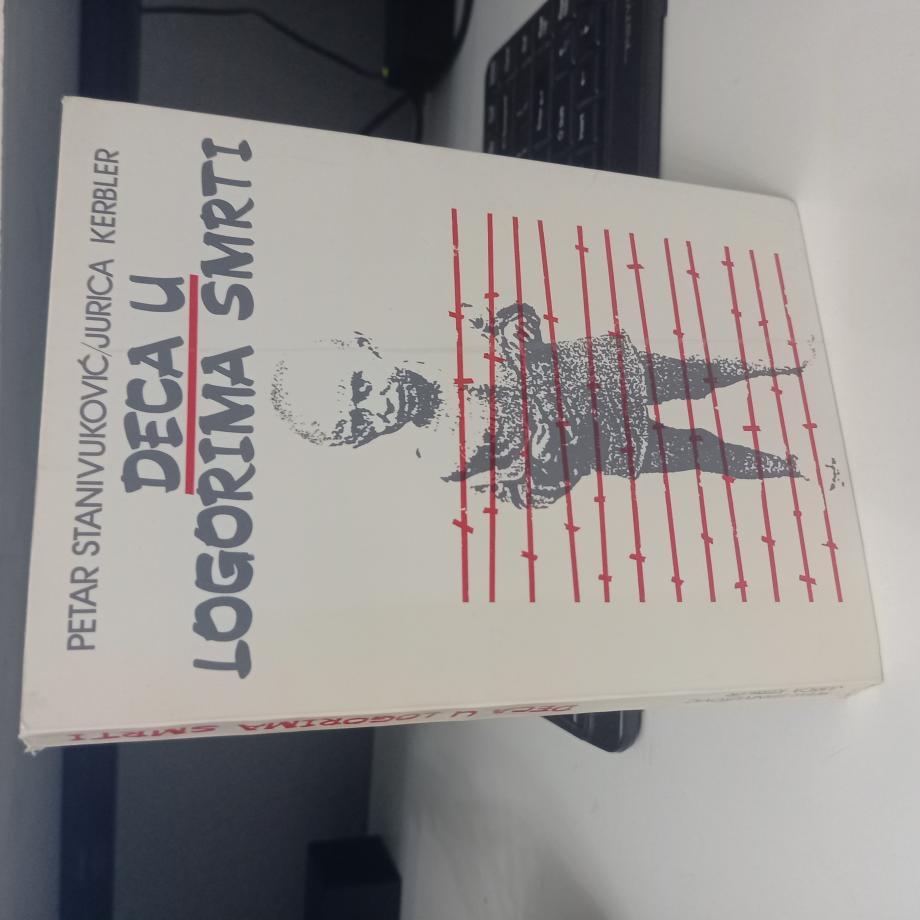 PETAR STANIVUKOVIĆ/JURICA KERBLER
DECA U
LOGORIMA SMRTI
DECA U LOGORIMA SMRTI